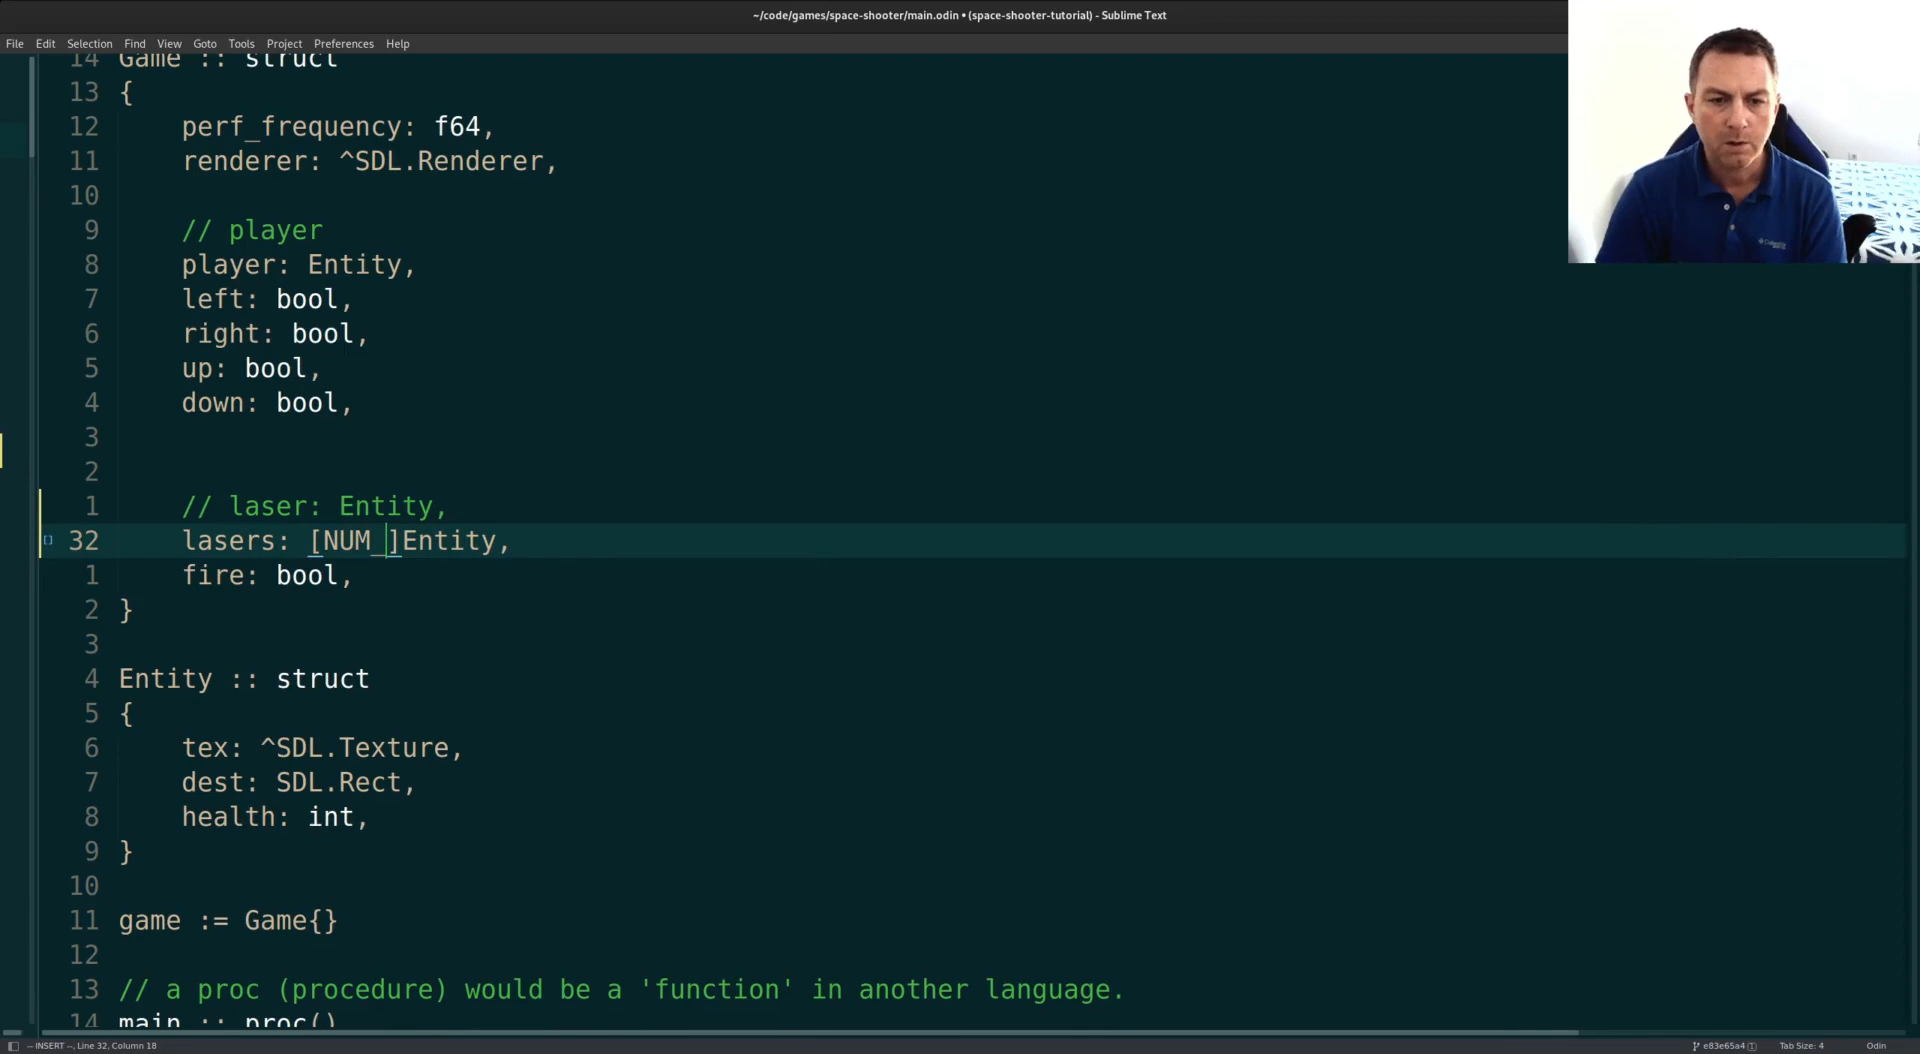 ~/code/games/space-shooter/main.odin • (space-shooter-tutorial) - Sublime Text
File Edit Selection Find View Goto Tools Project Preferences Help
14 Game :: struct
13 {
12 perf_frequency: f64,
11 renderer: ^SDL.Renderer,
10
9 // player
8 player: Entity,
7 left: bool,
6 right: bool,
5 up: bool,
4 down: bool,
3
2
1 // laser: Entity,
32 lasers: [NUM_]Entity,
1 fire: bool,
2 }
3
4 Entity :: struct
5 {
6 tex: ^SDL.Texture,
7 dest: SDL.Rect,
8 health: int,
9 }
10
11 game := Game{}
12
13 // a proc (procedure) would be a 'function' in another language.
14 main :: proc()
-- INSERT --, Line 32, Column 18 e83e65a4 1 Tab Size: 4 Odin